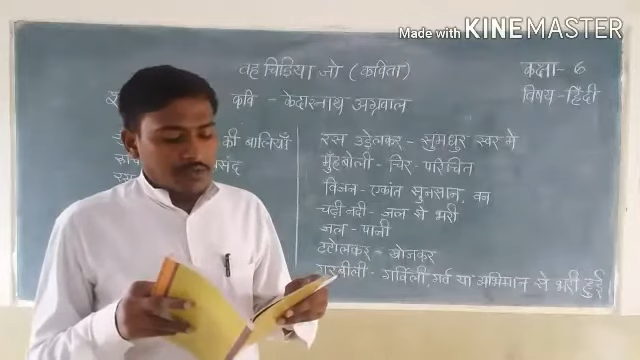 Made with KINEMASTER
वह चिड़िया जो (कविता)
कक्षा - 6
कवि - केदारनाथ अग्रवाल
विषय - हिंदी
की बालियाँ
रस उड़ेलकर - सुमधुर स्वर में
मुँहबोली - चिर-परिचित
विजन - एकांत सुनसान, वन
चढ़ी नदी - जल से भरी
जल - पानी
टटोलकर - खोजकर
गरबीली - गर्विली, गर्व या अभिमान से भरी हुई